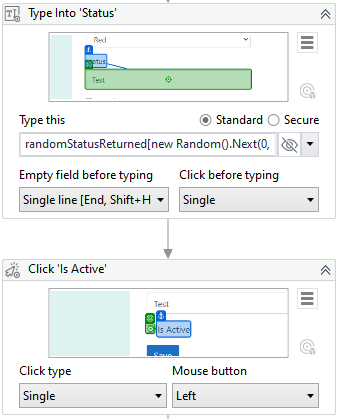 Type Into 'Status'
Red
tatus
Test
Type this
Standard
Secure
randomStatusReturned[new Random().Next(0,
Empty field before typing
Click before typing
Single line [End, Shift+H
Single
Click 'Is Active'
Test
Is Active
Save
Click type
Mouse button
Single
Left